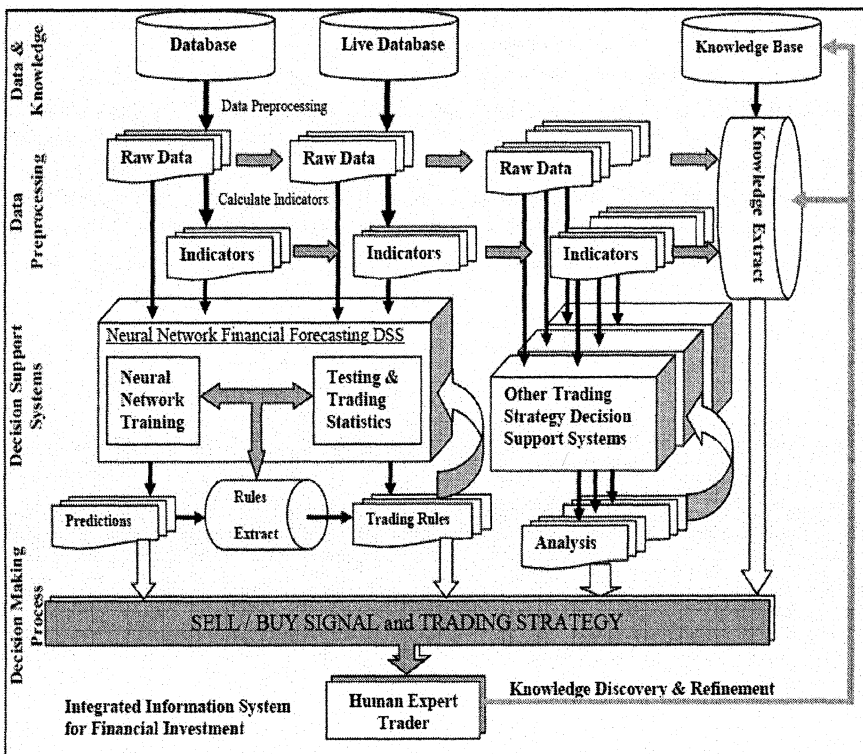 Data &
Knowledge
Database
Live Database
Knowledge Base
Data Preprocessing
Data
Preprocessing
Raw Data
Raw Data
Raw Data
Knowledge Extract
Calculate Indicators
Indicators
Indicators
Indicators
Decision Support
Systems
Neural Network Financial Forecasting DSS
Neural
Network
Training
Testing &
Trading
Statistics
Other Trading
Strategy Decision
Support Systems
Predictions
Rules
Extract
Trading Rules
Analysis
Decision Making
Process
SELL / BUY SIGNAL and TRADING STRATEGY
Integrated Information System
for Financial Investment
Human Expert
Trader
Knowledge Discovery & Refinement